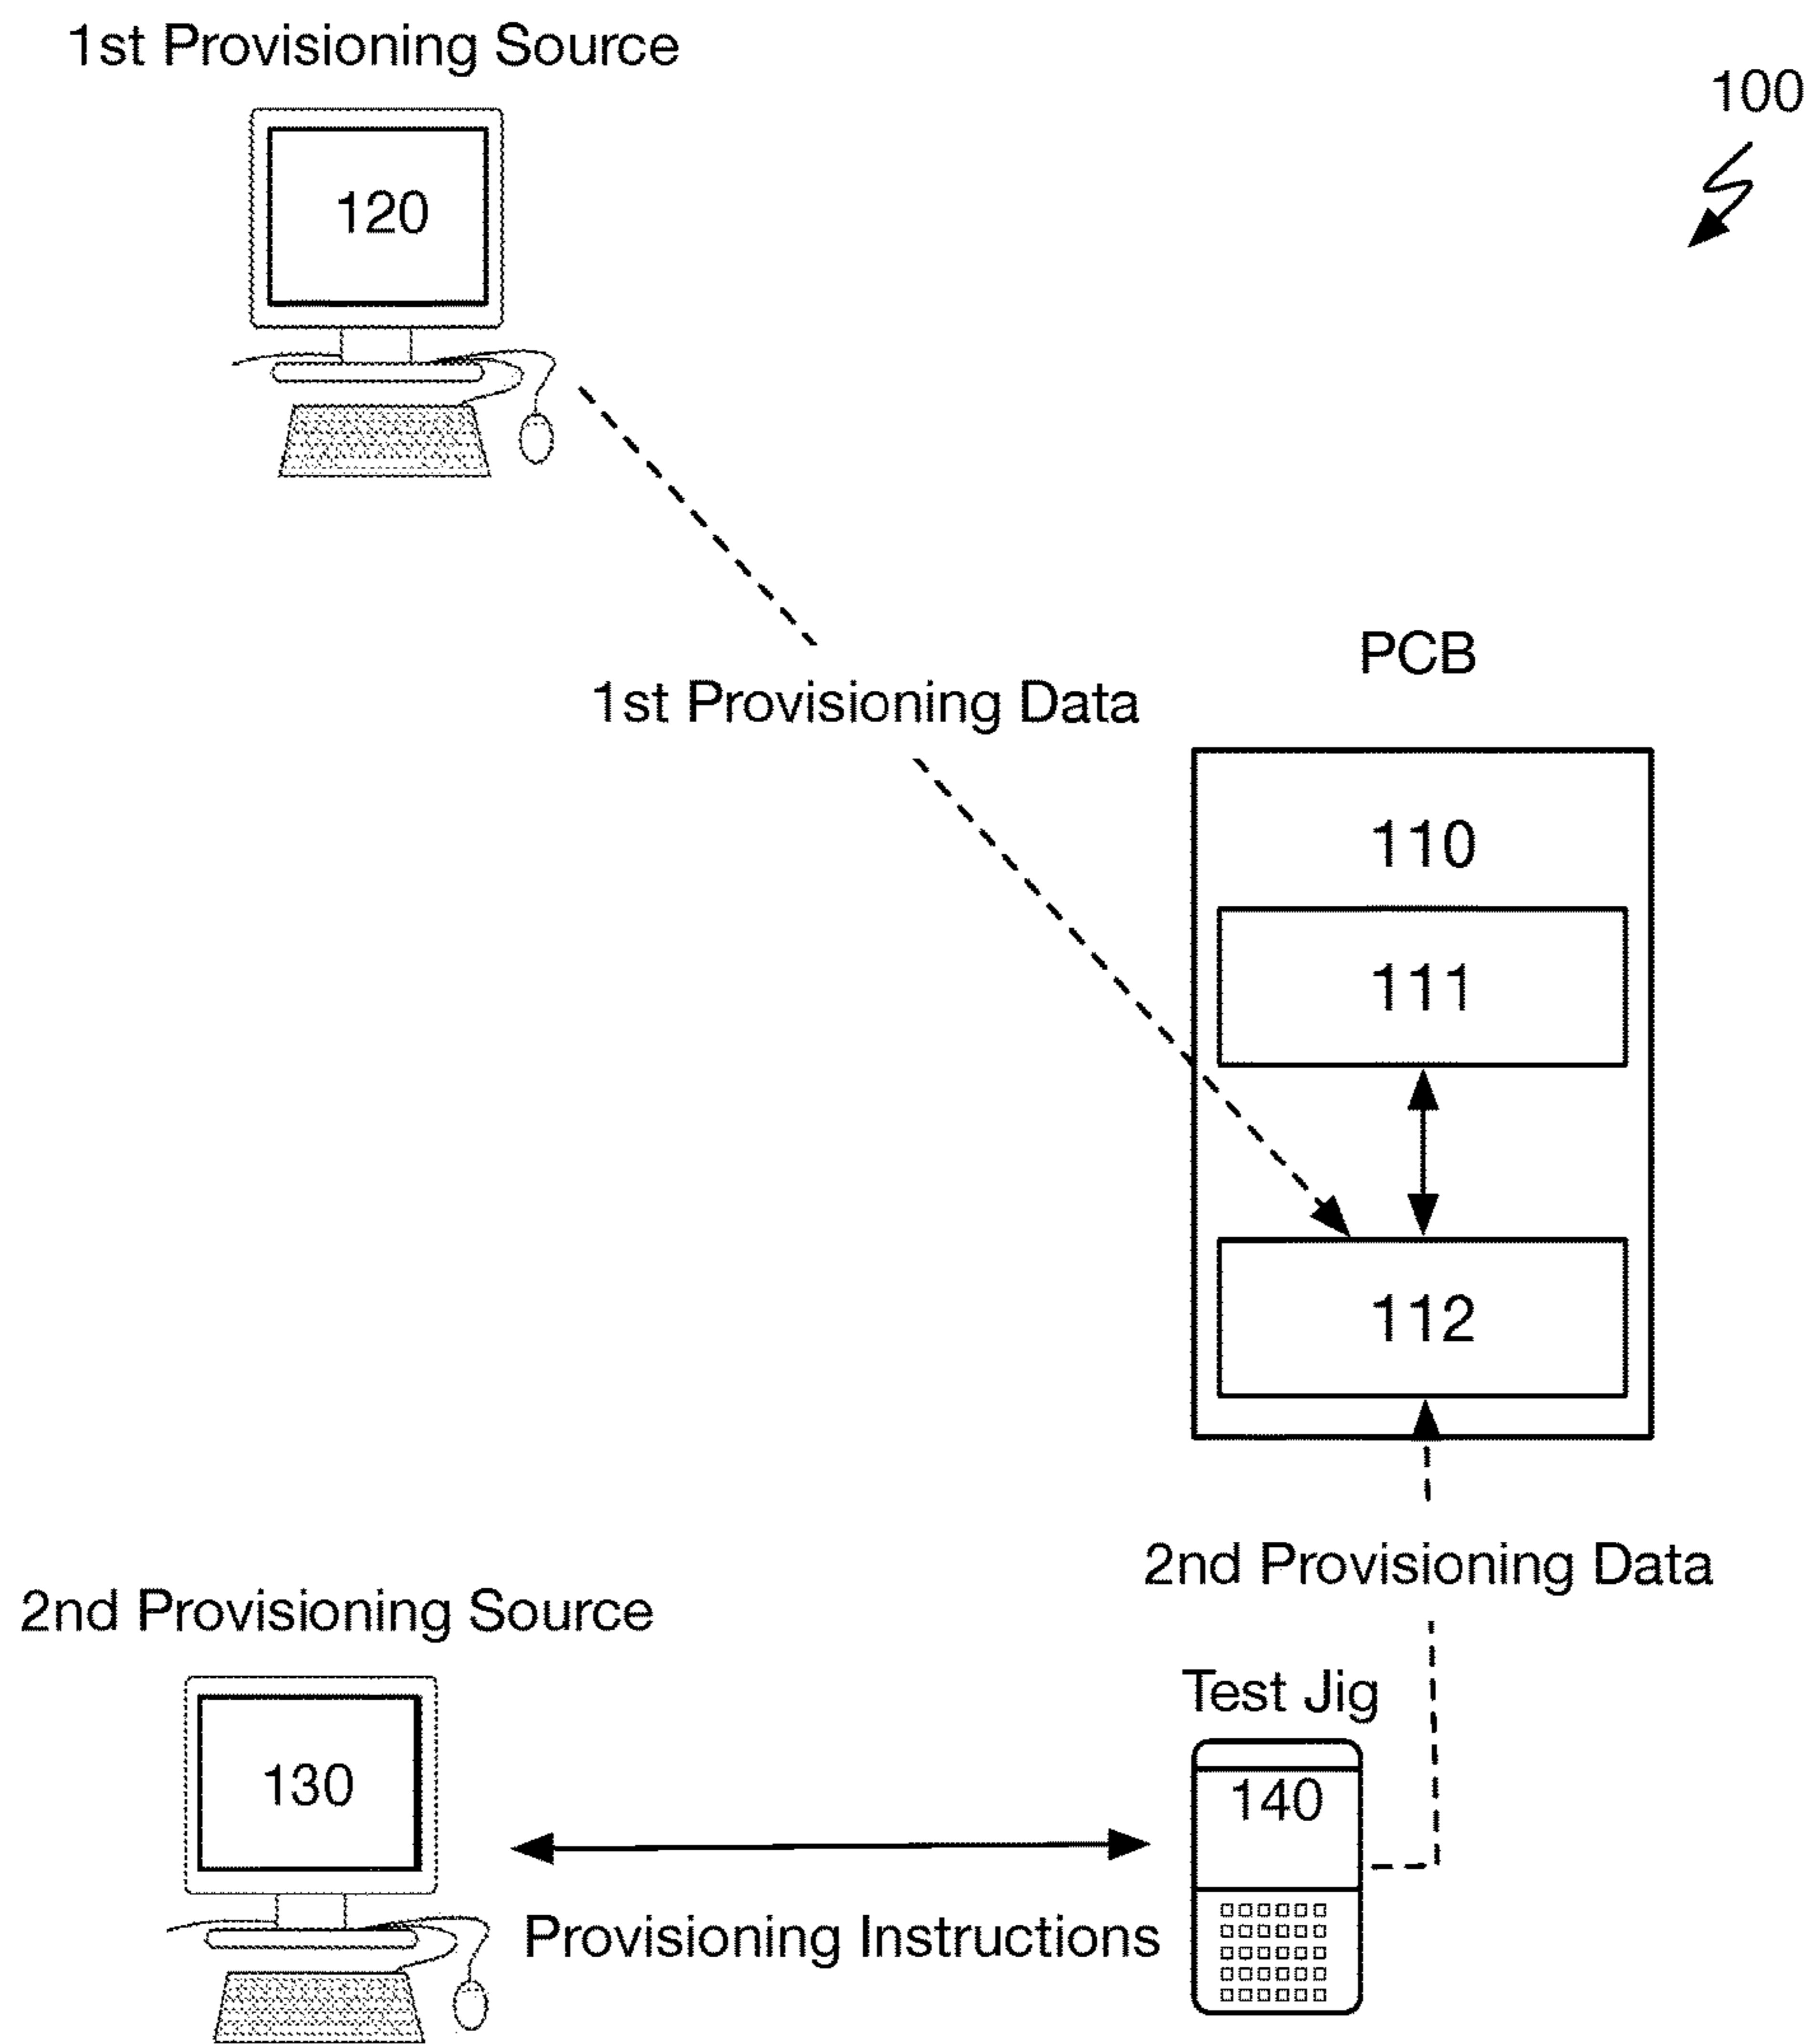 1st Provisioning Source
100
120
1st Provisioning Data
PCB
110
111
112
2nd Provisioning Data
2nd Provisioning Source
Test Jig
130
140
Provisioning Instructions